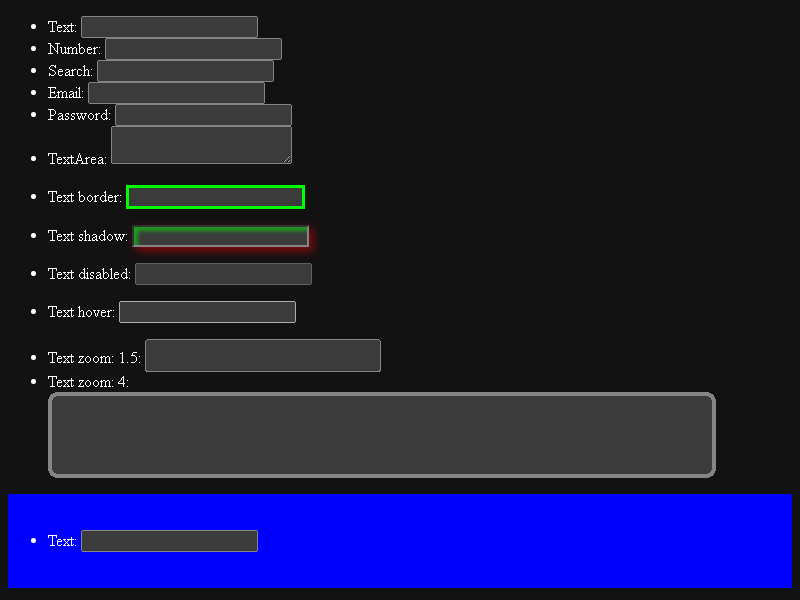 Text:
Number:
Search:
Email:
Password:
TextArea:
Text border:
Text shadow:
Text disabled:
Text hover:
Text zoom: 1.5:
Text zoom: 4:
Text: